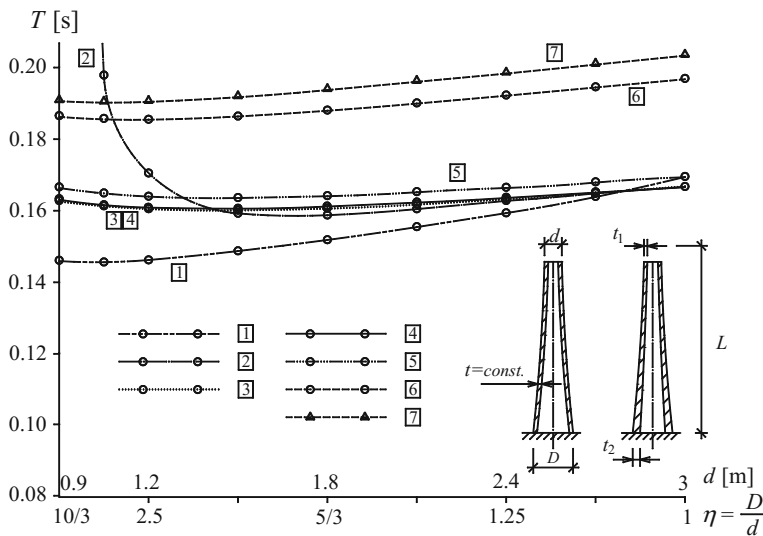 T [s]
0.20
0.18
0.16
0.14
0.12
0.10
0.08
2
7
6
5
3 4
1
1
2
3
4
5
6
7
d
t₁
L
t=const.
D
t₂
0.9 1.2 1.8 2.4 3 d [m]
10/3 2.5 5/3 1.25 1 η = D/d